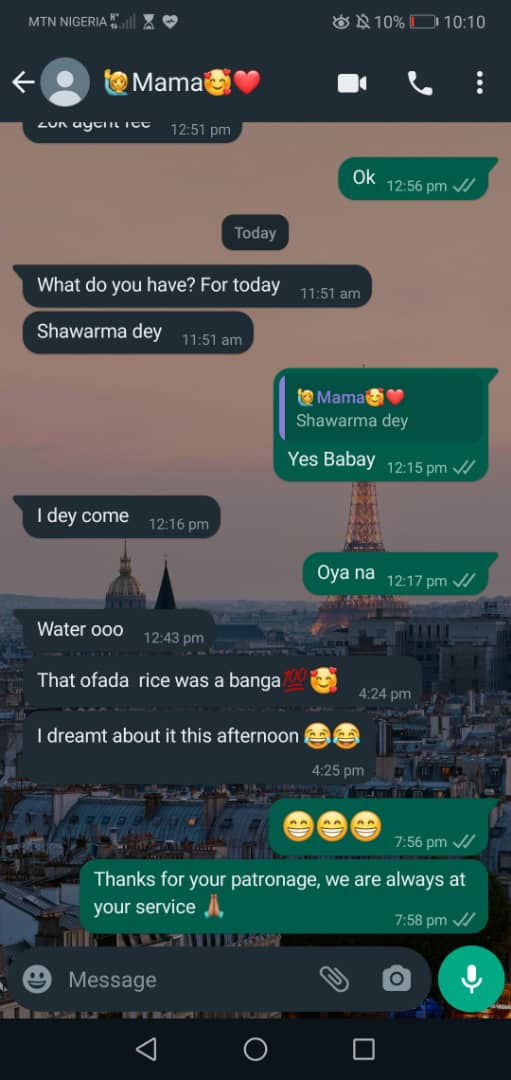 MTN NIGERIA
10%
10:10
🙋Mama🥰❤️
20k agent fee 12:51 pm
Ok 12:56 pm
Today
What do you have? For today 11:51 am
Shawarma dey 11:51 am
🙋Mama🥰❤️
Shawarma dey
Yes Babay 12:15 pm
I dey come 12:16 pm
Oya na 12:17 pm
Water ooo 12:43 pm
That ofada rice was a banga💯🥰 4:24 pm
I dreamt about it this afternoon 😂😂
4:25 pm
😁😁😁 7:56 pm
Thanks for your patronage, we are always at
your service 🙏🏽 7:58 pm
Message